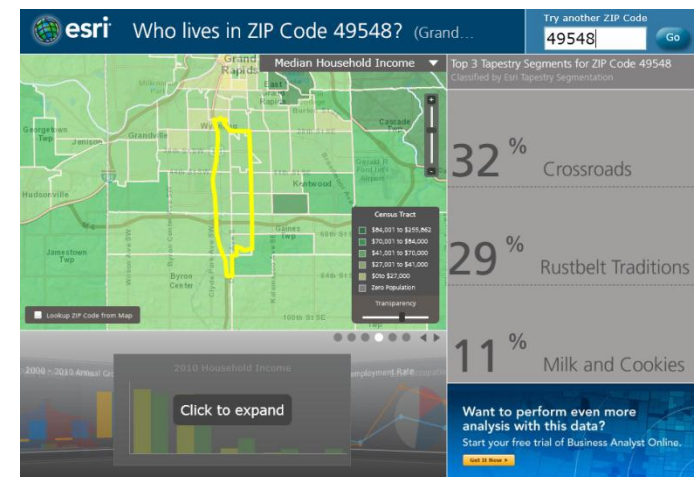 esri Who lives in ZIP Code 49548? (Grand...
Try another ZIP Code
49548
Go
Median Household Income
Grand Rapids
East Grand Rapids
Wyoming
Cascade Twp
Georgetown Twp
Jenison
Grandville
Kentwood
Hudsonville
Jamestown Twp
Byron Center
Gaines Twp
100th St SE
Census Tract
$84,001 to $255,862
$70,001 to $84,000
$41,001 to $70,000
$27,001 to $41,000
$0 to $27,000
Zero Population
Transparency
Lookup ZIP Code from Map
Top 3 Tapestry Segments for ZIP Code 49548
Classified by Esri Tapestry Segmentation
32 %
Crossroads
29 %
Rustbelt Traditions
11 %
Milk and Cookies
2010 Household Income
Click to expand
Want to perform even more
analysis with this data?
Start your free trial of Business Analyst Online.
Get It Now